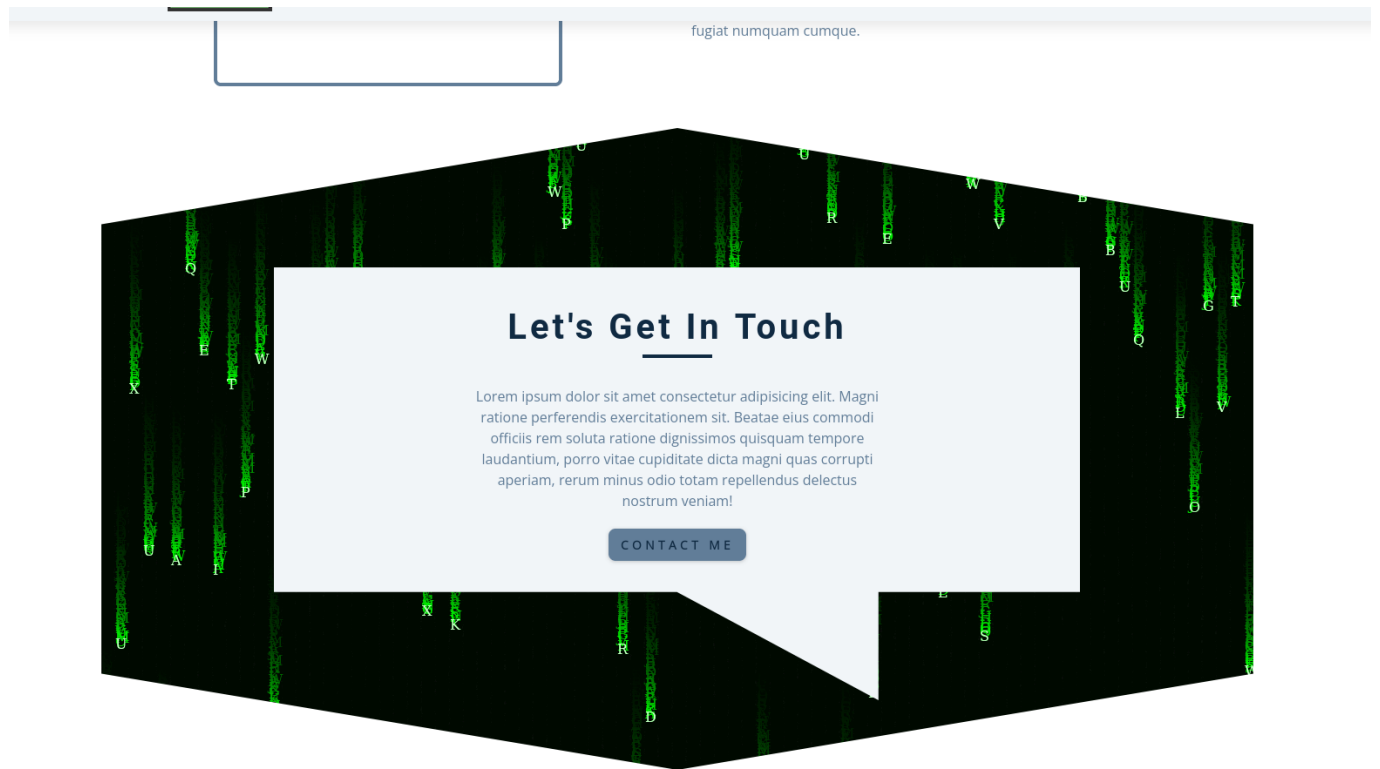 fugiat numquam cumque.
U
U
W
W
B
P
R
V
E
B
Q
U
G
T
Q
E
W
P
X
L
V
P
O
U
A
I
X
K
E
S
U
R
W
D
Let's Get In Touch
Lorem ipsum dolor sit amet consectetur adipisicing elit. Magni
ratione perferendis exercitationem sit. Beatae eius commodi
officiis rem soluta ratione dignissimos quisquam tempore
laudantium, porro vitae cupiditate dicta magni quas corrupti
aperiam, rerum minus odio totam repellendus delectus
nostrum veniam!
CONTACT ME